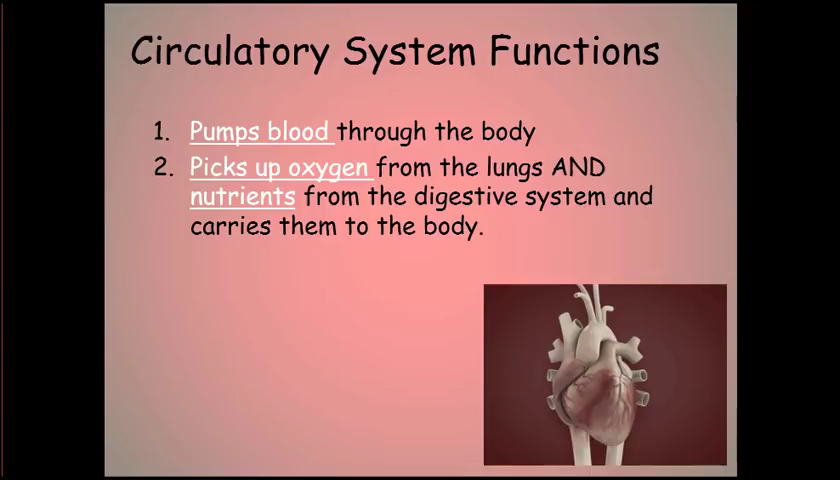 Circulatory System Functions
1. Pumps blood through the body
2. Picks up oxygen from the lungs AND
nutrients from the digestive system and
carries them to the body.